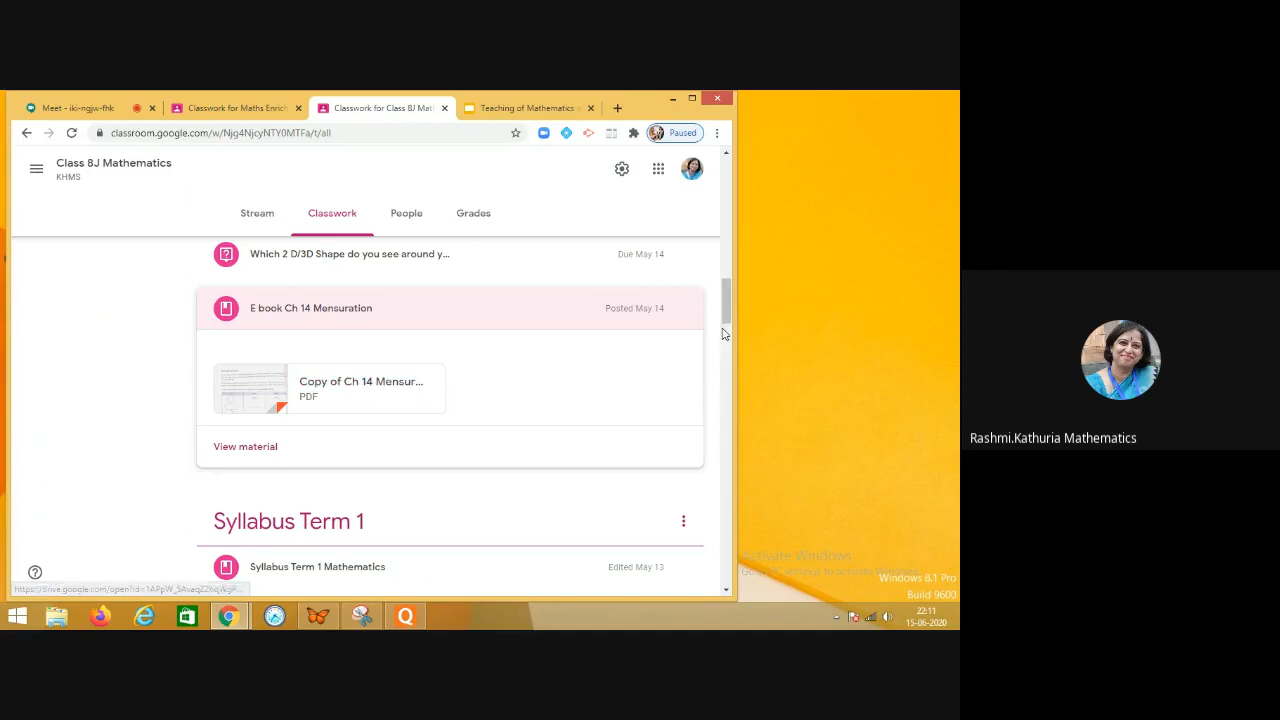 Meet - iki-ngjw-fhk
Classwork for Maths Enrich
Classwork for Class 8J Mat
Teaching of Mathematics
classroom.google.com/w/Njg4NjcyNTY0MTFa/t/all
Paused
Class 8J Mathematics
KHMS
Stream
Classwork
People
Grades
Which 2 D/3D Shape do you see around y...
Due May 14
E book Ch 14 Mensuration
Posted May 14
Copy of Ch 14 Mensur...
PDF
View material
Syllabus Term 1
Syllabus Term 1 Mathematics
Edited May 13
Rashmi.Kathuria Mathematics
Activate Windows
settings to activate Windows.
Windows 8.1 Pro
Build 9600
22:11
15-06-2020